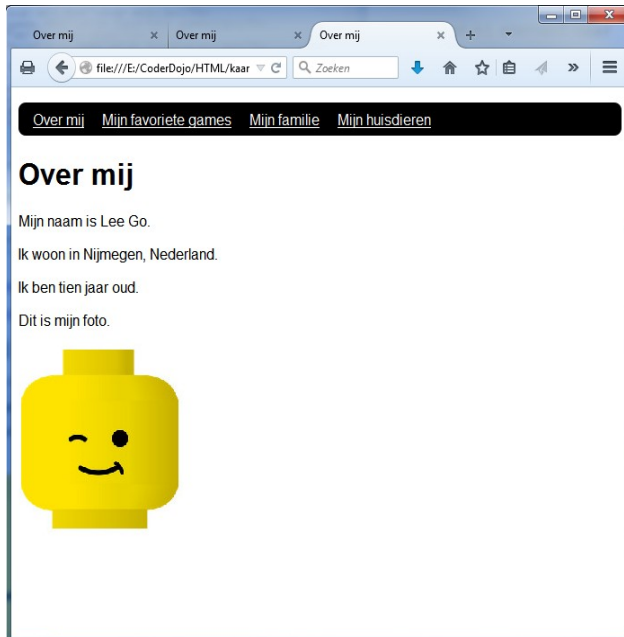 Over mij
Over mij
Over mij
file:///E:/CoderDojo/HTML/kaar
Zoeken
Over mij Mijn favoriete games Mijn familie Mijn huisdieren
Over mij
Mijn naam is Lee Go.
Ik woon in Nijmegen, Nederland.
Ik ben tien jaar oud.
Dit is mijn foto.